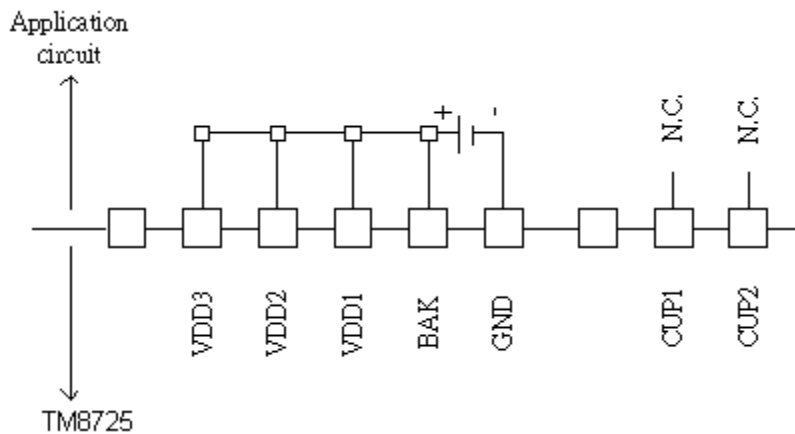 Application
circuit
+
-
N.C.
N.C.
VDD3
VDD2
VDD1
BAK
GND
CUP1
CUP2
TM8725